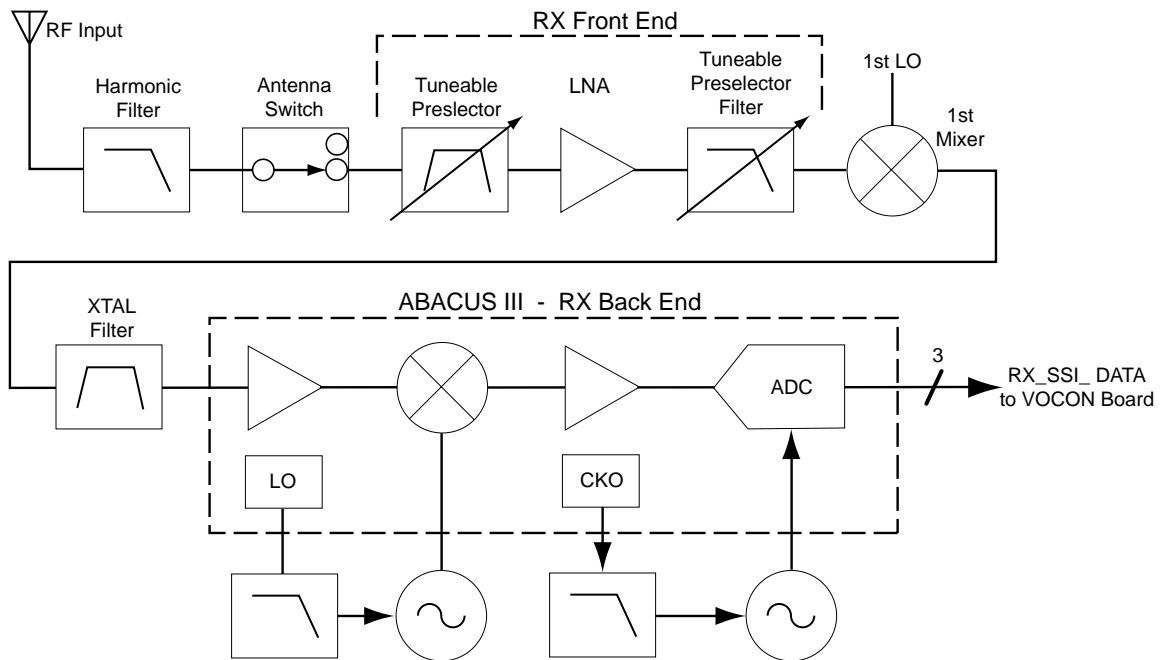 RF Input
RX Front End
Harmonic
Filter
Antenna
Switch
Tuneable
Preslector
LNA
Tuneable
Preselector
Filter
1st LO
1st
Mixer
XTAL
Filter
ABACUS III - RX Back End
ADC
3
RX_SSI_ DATA
to VOCON Board
LO
CKO